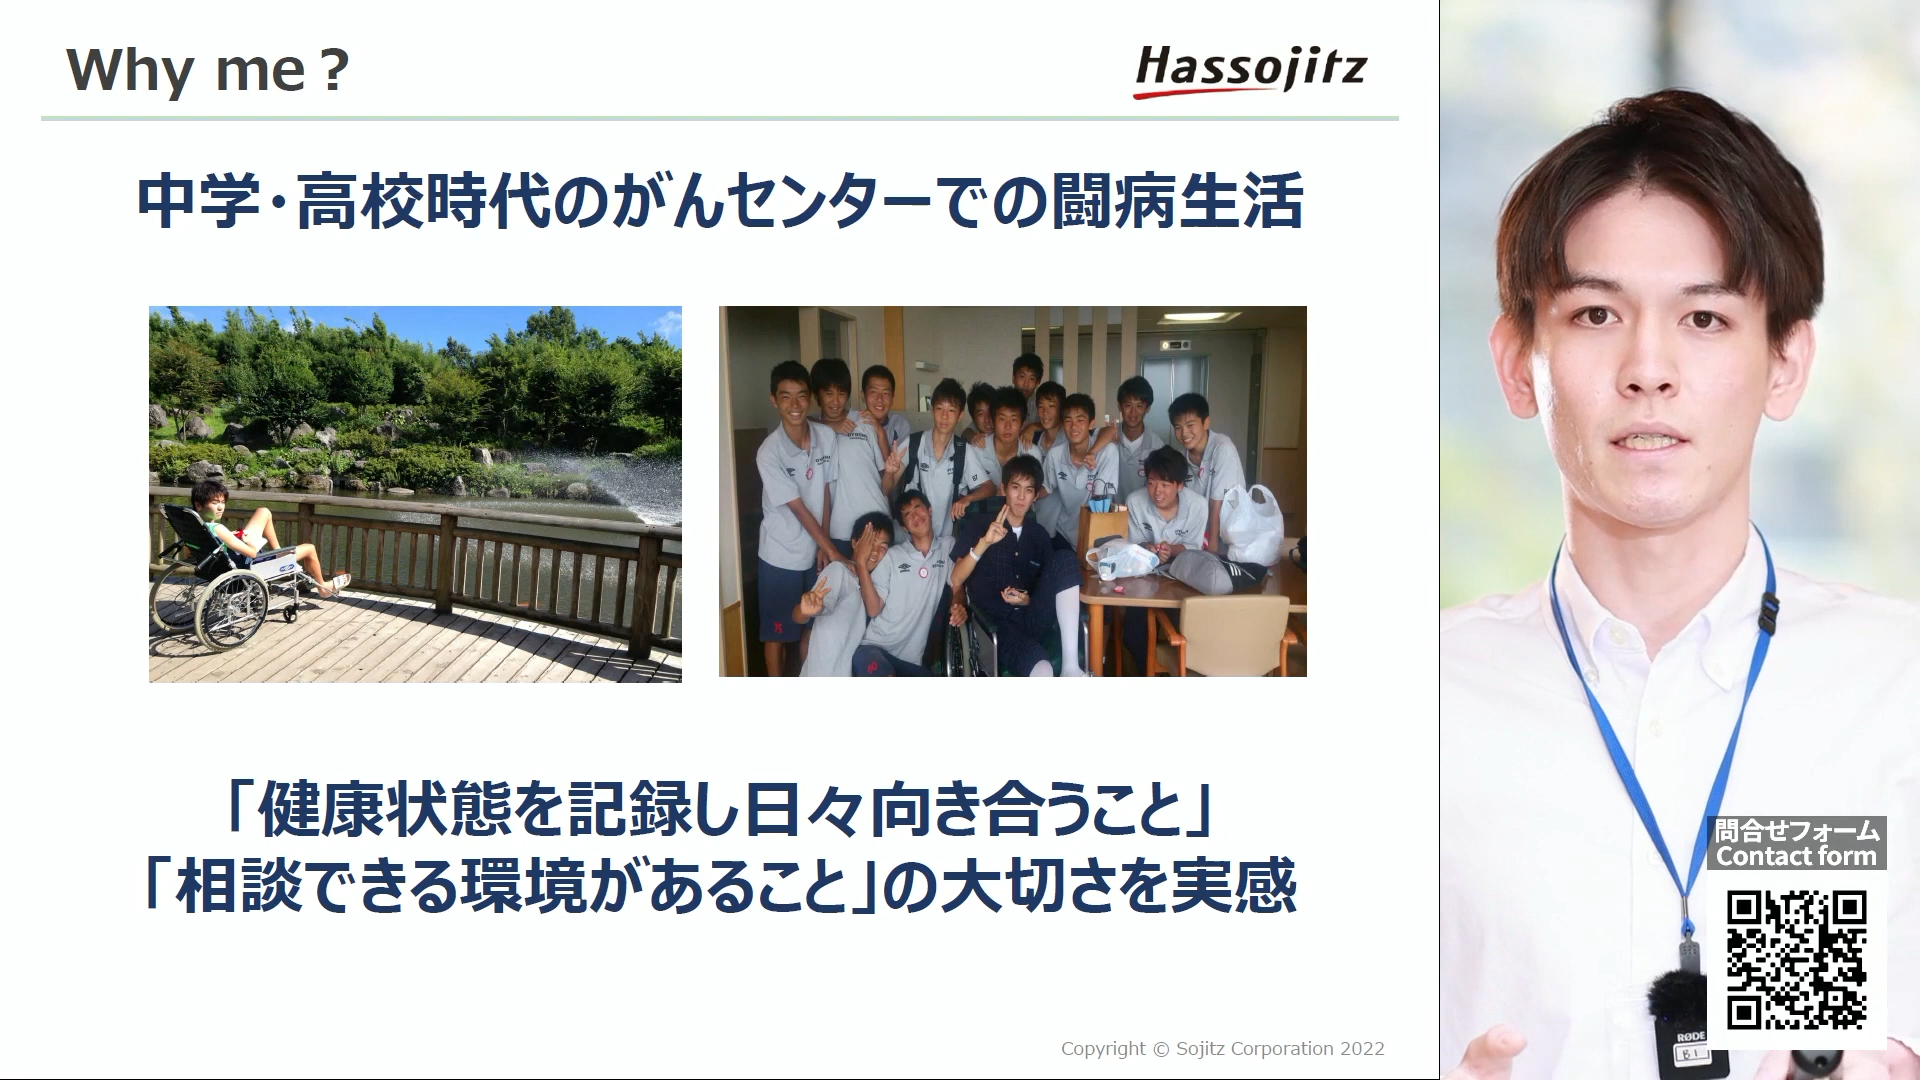 Why me？
Hassojitz
中学･高校時代のがんセンターでの闘病生活
「健康状態を記録し日々向き合うこと」
「相談できる環境があること」の大切さを実感
Copyright © Sojitz Corporation 2022
問合せフォーム
Contact form
RØDE
B1